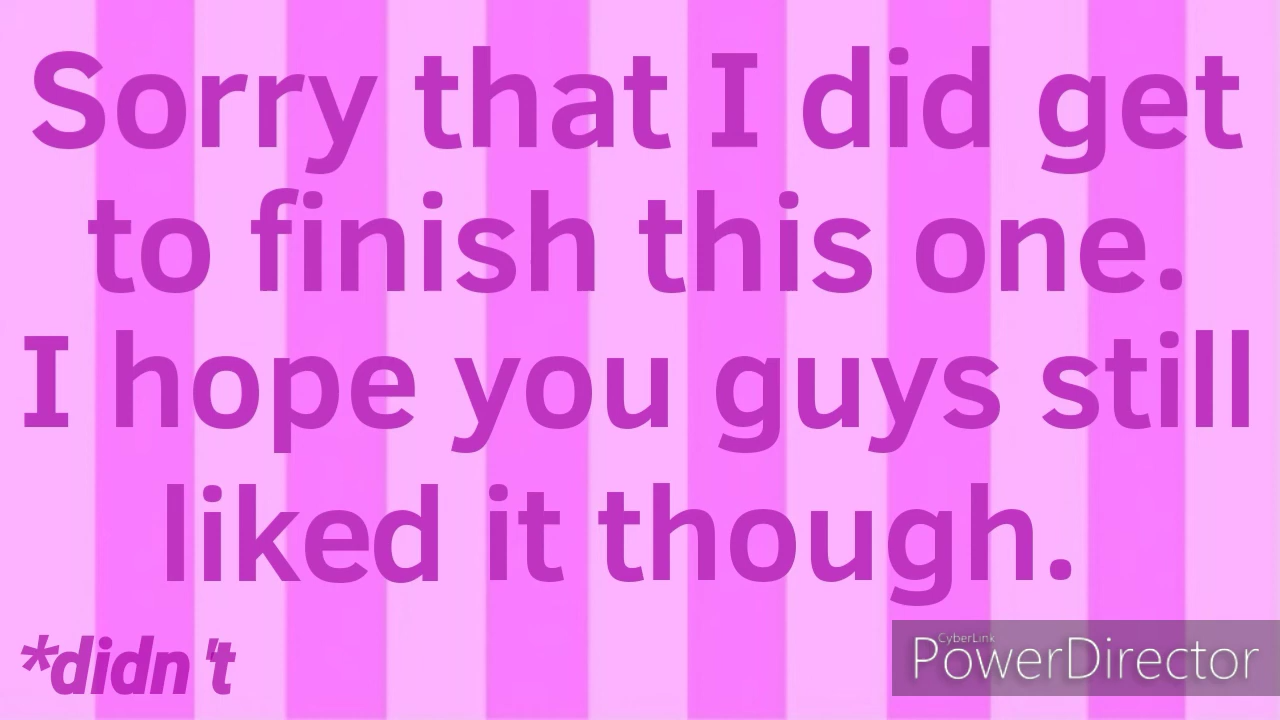 Sorry that I did get
to finish this one.
I hope you guys still
liked it though.
*didn't
CyberLink
PowerDirector